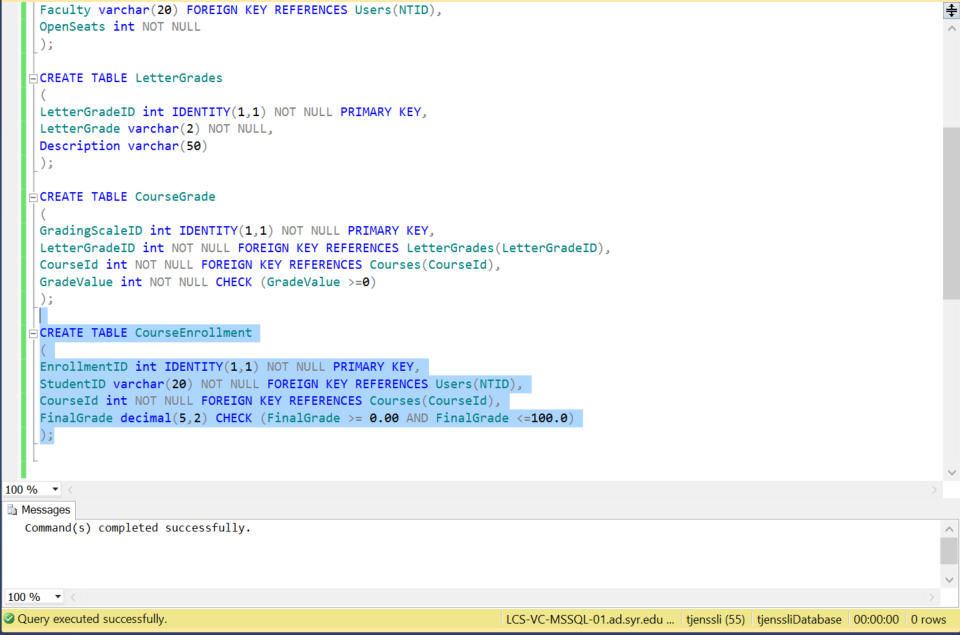 Faculty varchar(20) FOREIGN KEY REFERENCES Users(NTID),
OpenSeats int NOT NULL
);
CREATE TABLE LetterGrades
(
LetterGradeID int IDENTITY(1,1) NOT NULL PRIMARY KEY,
LetterGrade varchar(2) NOT NULL,
Description varchar(50)
);
CREATE TABLE CourseGrade
(
GradingScaleID int IDENTITY(1,1) NOT NULL PRIMARY KEY,
LetterGradeID int NOT NULL FOREIGN KEY REFERENCES LetterGrades(LetterGradeID),
CourseId int NOT NULL FOREIGN KEY REFERENCES Courses(CourseId),
GradeValue int NOT NULL CHECK (GradeValue >=0)
);
CREATE TABLE CourseEnrollment
(
EnrollmentID int IDENTITY(1,1) NOT NULL PRIMARY KEY,
StudentID varchar(20) NOT NULL FOREIGN KEY REFERENCES Users(NTID),
CourseId int NOT NULL FOREIGN KEY REFERENCES Courses(CourseId),
FinalGrade decimal(5,2) CHECK (FinalGrade >= 0.00 AND FinalGrade <=100.0)
);
100 %
Messages
Command(s) completed successfully.
100 %
Query executed successfully. LCS-VC-MSSQL-01.ad.syr.edu ... tjenssli (55) tjenssliDatabase 00:00:00 0 rows